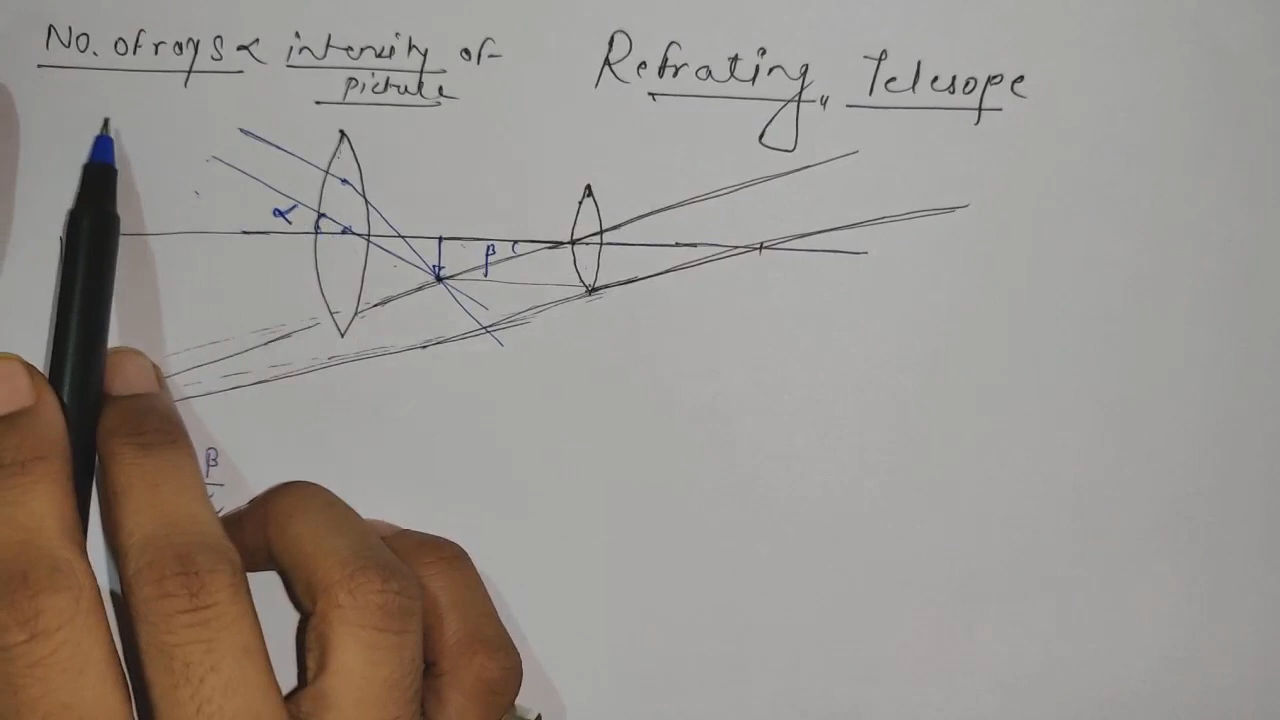 No. of rays ∝ intensity of
picture
Refrating Telesope
α
β
β